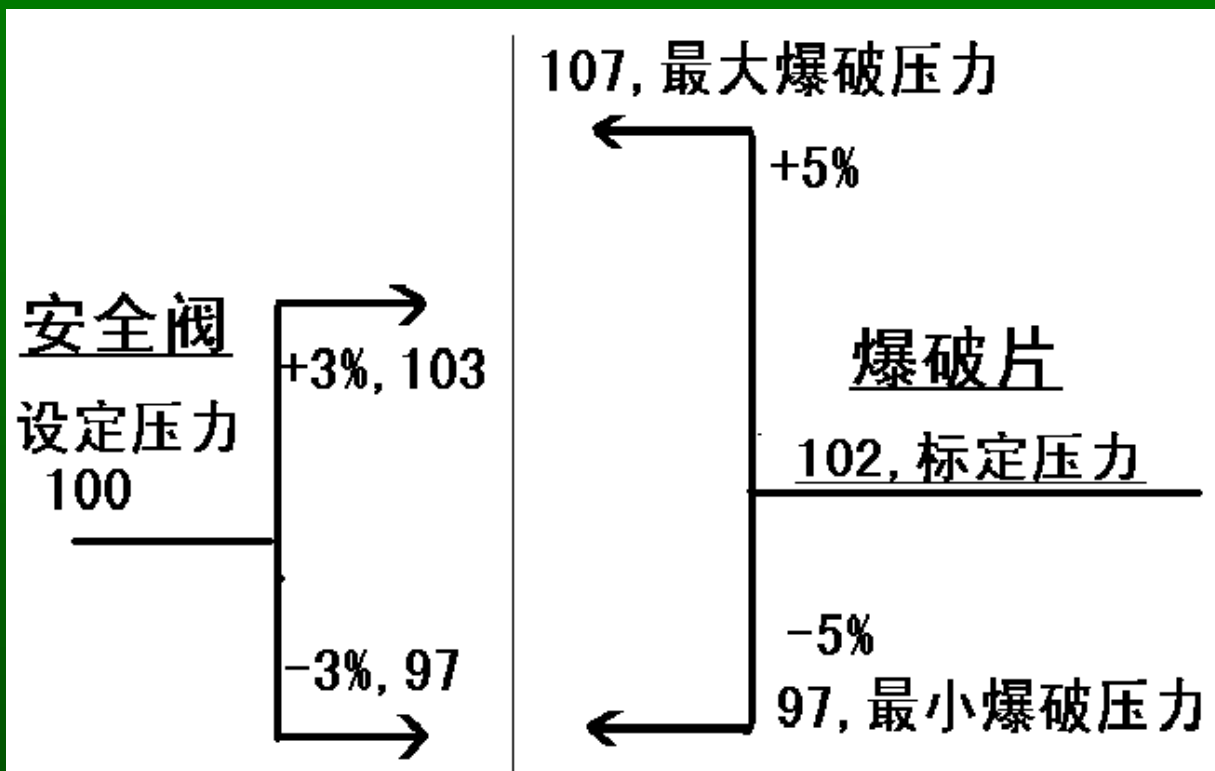 107,最大爆破压力
+5%
安全阀
+3%,103
设定压力
100
爆破片
102,标定压力
-3%,97
-5%
97,最小爆破压力